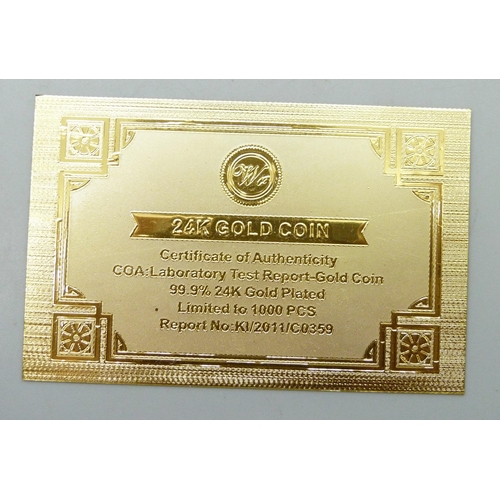 24K GOLD COIN
Certificate of Authenticity
COA:Laboratory Test Report-Gold Coin
99.9% 24K Gold Plated
Limited to 1000 PCS
Report No:KI/2011/C0359